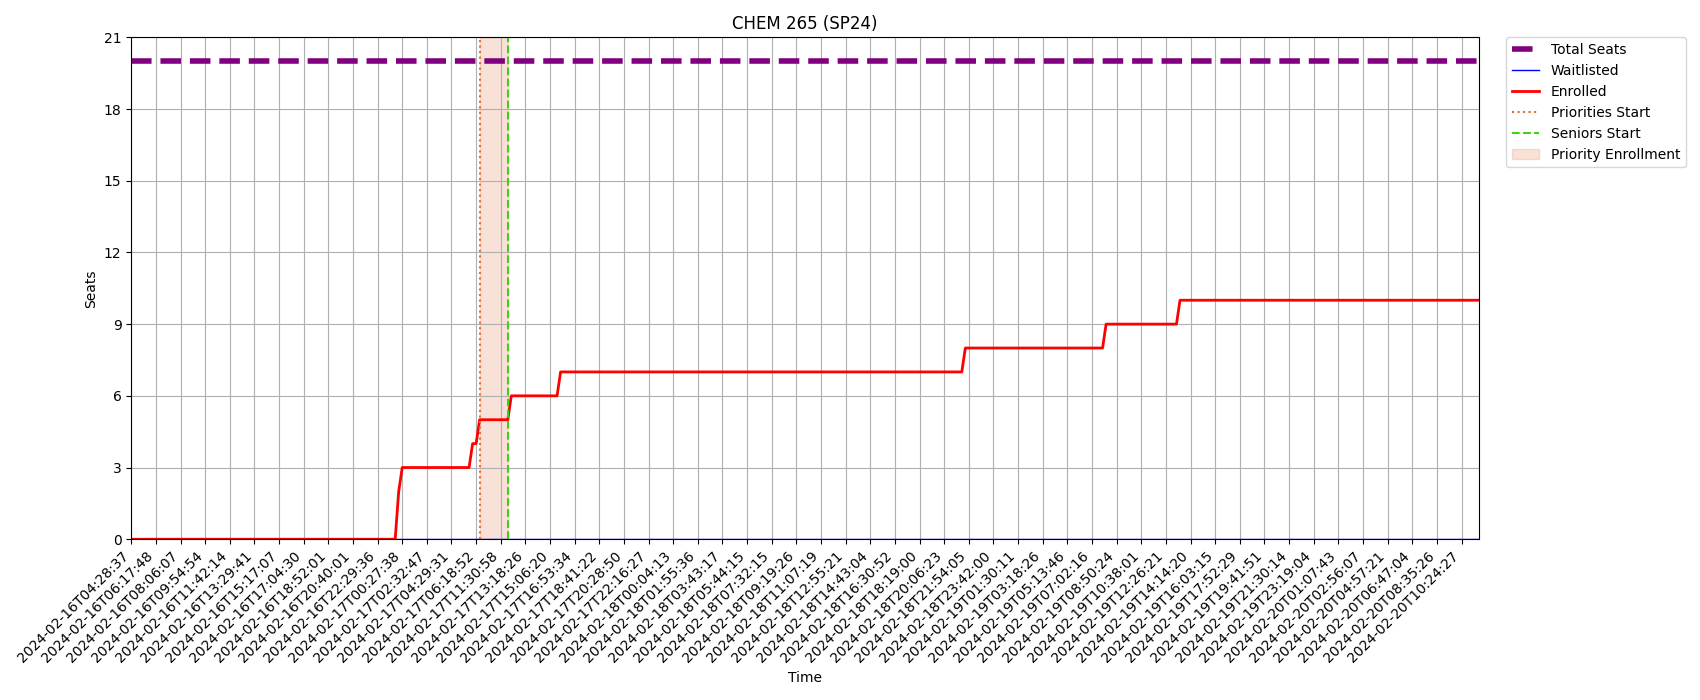 CHEM 265 (SP24)
21
18
15
12
9
6
3
0
Seats
Total Seats
Waitlisted
Enrolled
Priorities Start
Seniors Start
Priority Enrollment
2024-02-16T04:28:37
2024-02-16T06:17:48
2024-02-16T08:06:07
2024-02-16T09:54:54
2024-02-16T11:42:14
2024-02-16T13:29:41
2024-02-16T15:17:07
2024-02-16T17:04:30
2024-02-16T18:52:01
2024-02-16T20:40:01
2024-02-16T22:29:36
2024-02-17T00:27:38
2024-02-17T02:32:47
2024-02-17T04:29:31
2024-02-17T06:18:52
2024-02-17T11:30:58
2024-02-17T13:18:26
2024-02-17T15:06:20
2024-02-17T16:53:34
2024-02-17T18:41:22
2024-02-17T20:28:50
2024-02-17T22:16:27
2024-02-18T00:04:13
2024-02-18T01:55:36
2024-02-18T03:43:17
2024-02-18T05:44:15
2024-02-18T07:32:15
2024-02-18T09:19:26
2024-02-18T11:07:19
2024-02-18T12:55:21
2024-02-18T14:43:04
2024-02-18T16:30:52
2024-02-18T18:19:00
2024-02-18T20:06:23
2024-02-18T21:54:05
2024-02-18T23:42:00
2024-02-19T01:30:11
2024-02-19T03:18:26
2024-02-19T05:13:46
2024-02-19T07:02:16
2024-02-19T08:50:24
2024-02-19T10:38:01
2024-02-19T12:26:21
2024-02-19T14:14:20
2024-02-19T16:03:15
2024-02-19T17:52:29
2024-02-19T19:41:51
2024-02-19T21:30:14
2024-02-19T23:19:04
2024-02-20T01:07:43
2024-02-20T02:56:07
2024-02-20T04:57:21
2024-02-20T06:47:04
2024-02-20T08:35:26
2024-02-20T10:24:27
Time